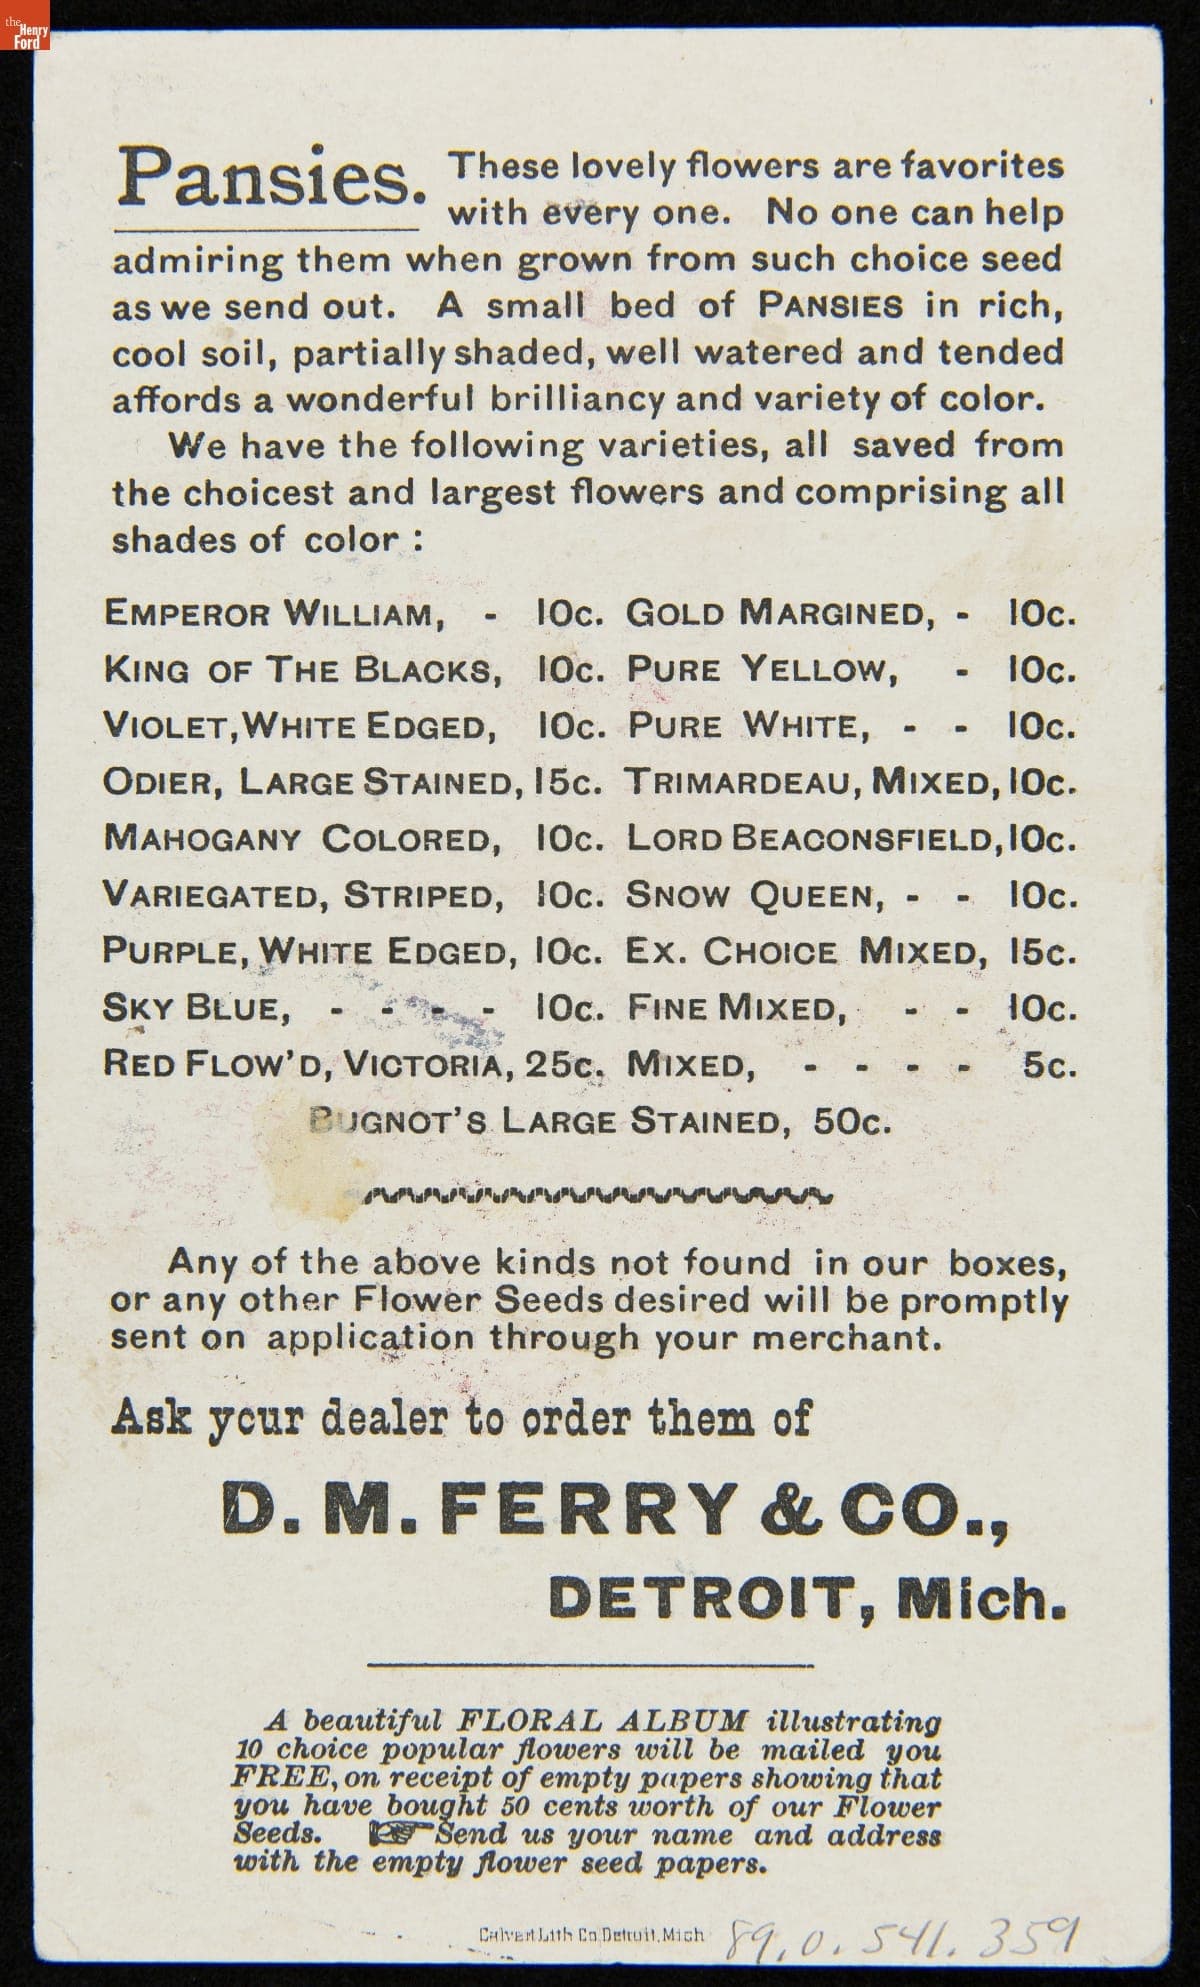 the
Henry
Ford
Pansies. These lovely flowers are favorites
with every one. No one can help
admiring them when grown from such choice seed
as we send out. A small bed of PANSIES in rich,
cool soil, partially shaded, well watered and tended
affords a wonderful brilliancy and variety of color.
We have the following varieties, all saved from
the choicest and largest flowers and comprising all
shades of color :
EMPEROR WILLIAM, - 10c. GOLD MARGINED, - 10c.
KING OF THE BLACKS, 10c. PURE YELLOW, - 10c.
VIOLET, WHITE EDGED, 10c. PURE WHITE, - - 10c.
ODIER, LARGE STAINED, 15c. TRIMARDEAU, MIXED, 10c.
MAHOGANY COLORED, 10c. LORD BEACONSFIELD, 10c.
VARIEGATED, STRIPED, 10c. SNOW QUEEN, - - 10c.
PURPLE, WHITE EDGED, 10c. EX. CHOICE MIXED, 15c.
SKY BLUE, - - - - 10c. FINE MIXED, - - 10c.
RED FLOW'D, VICTORIA, 25c. MIXED, - - - - 5c.
BUGNOT'S LARGE STAINED, 50c.
Any of the above kinds not found in our boxes,
or any other Flower Seeds desired will be promptly
sent on application through your merchant.
Ask your dealer to order them of
D. M. FERRY & CO.,
DETROIT, Mich.
A beautiful FLORAL ALBUM illustrating
10 choice popular flowers will be mailed you
FREE, on receipt of empty papers showing that
you have bought 50 cents worth of our Flower
Seeds. ☞ Send us your name and address
with the empty flower seed papers.
Calvert Lith Co Detroit, Mich 89.0.541.359